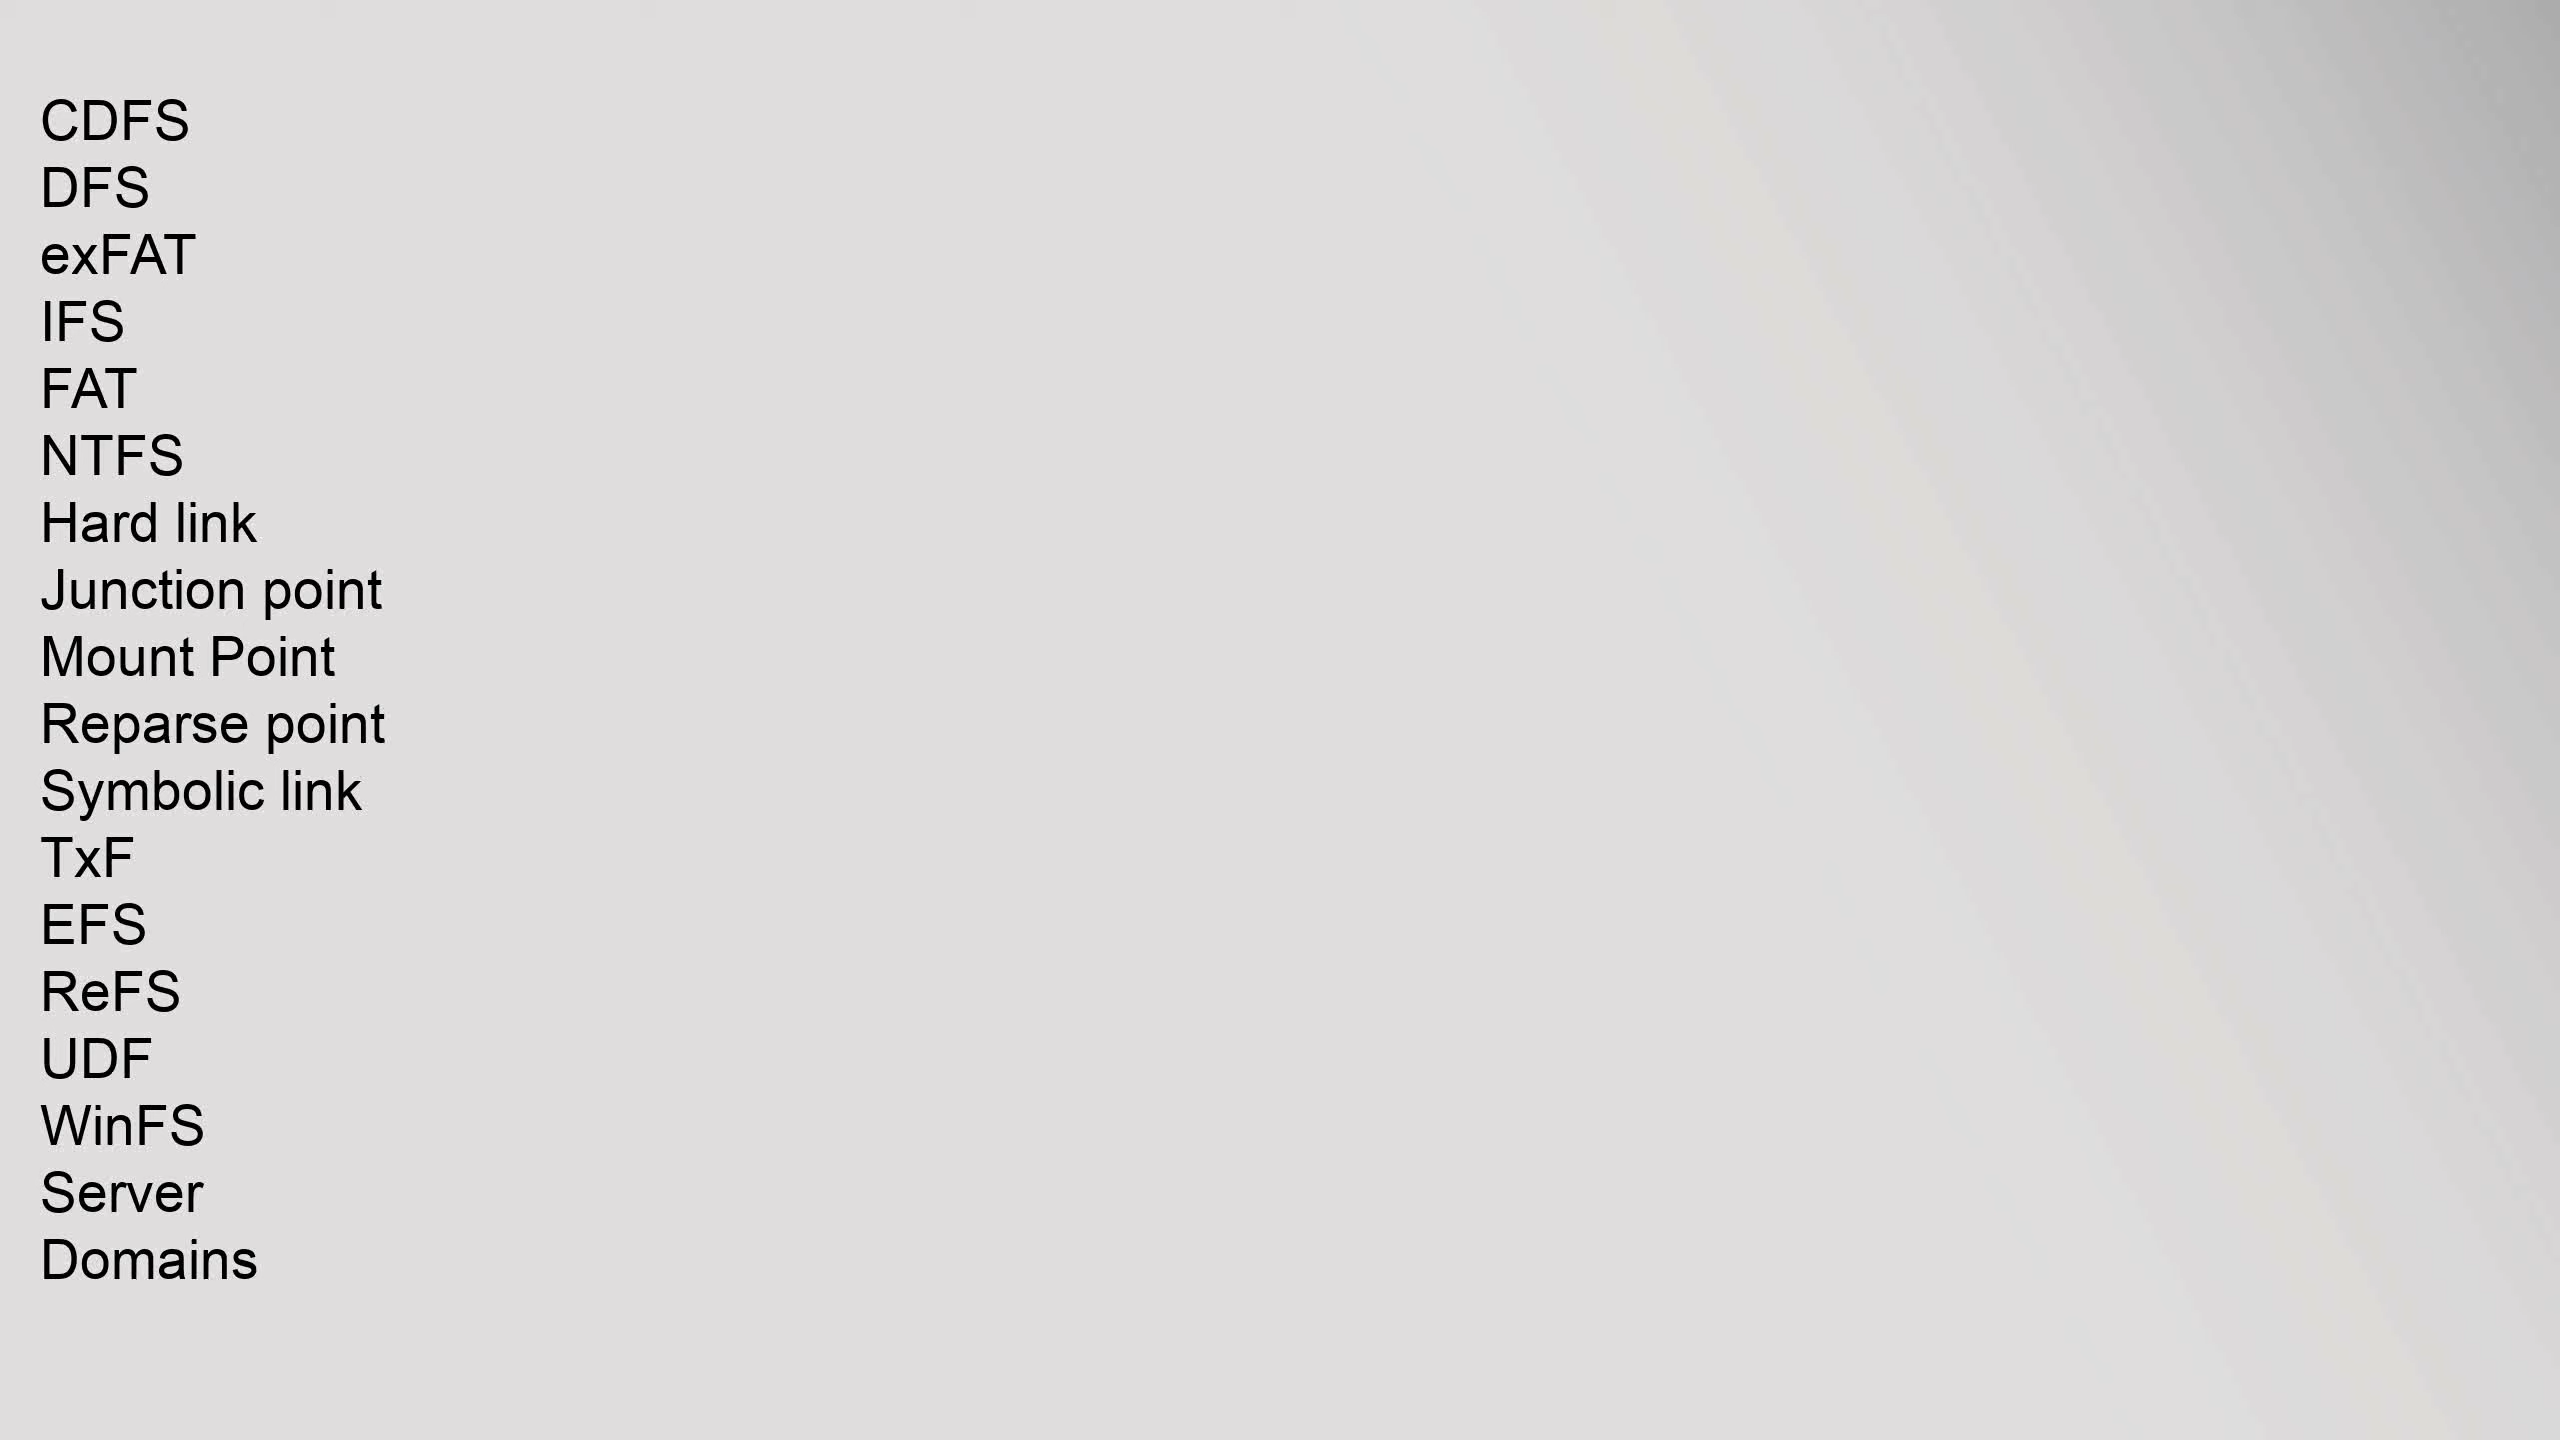 CDFS
DFS
exFAT
IFS
FAT
NTFS
Hard link
Junction point
Mount Point
Reparse point
Symbolic link
TxF
EFS
ReFS
UDF
WinFS
Server
Domains